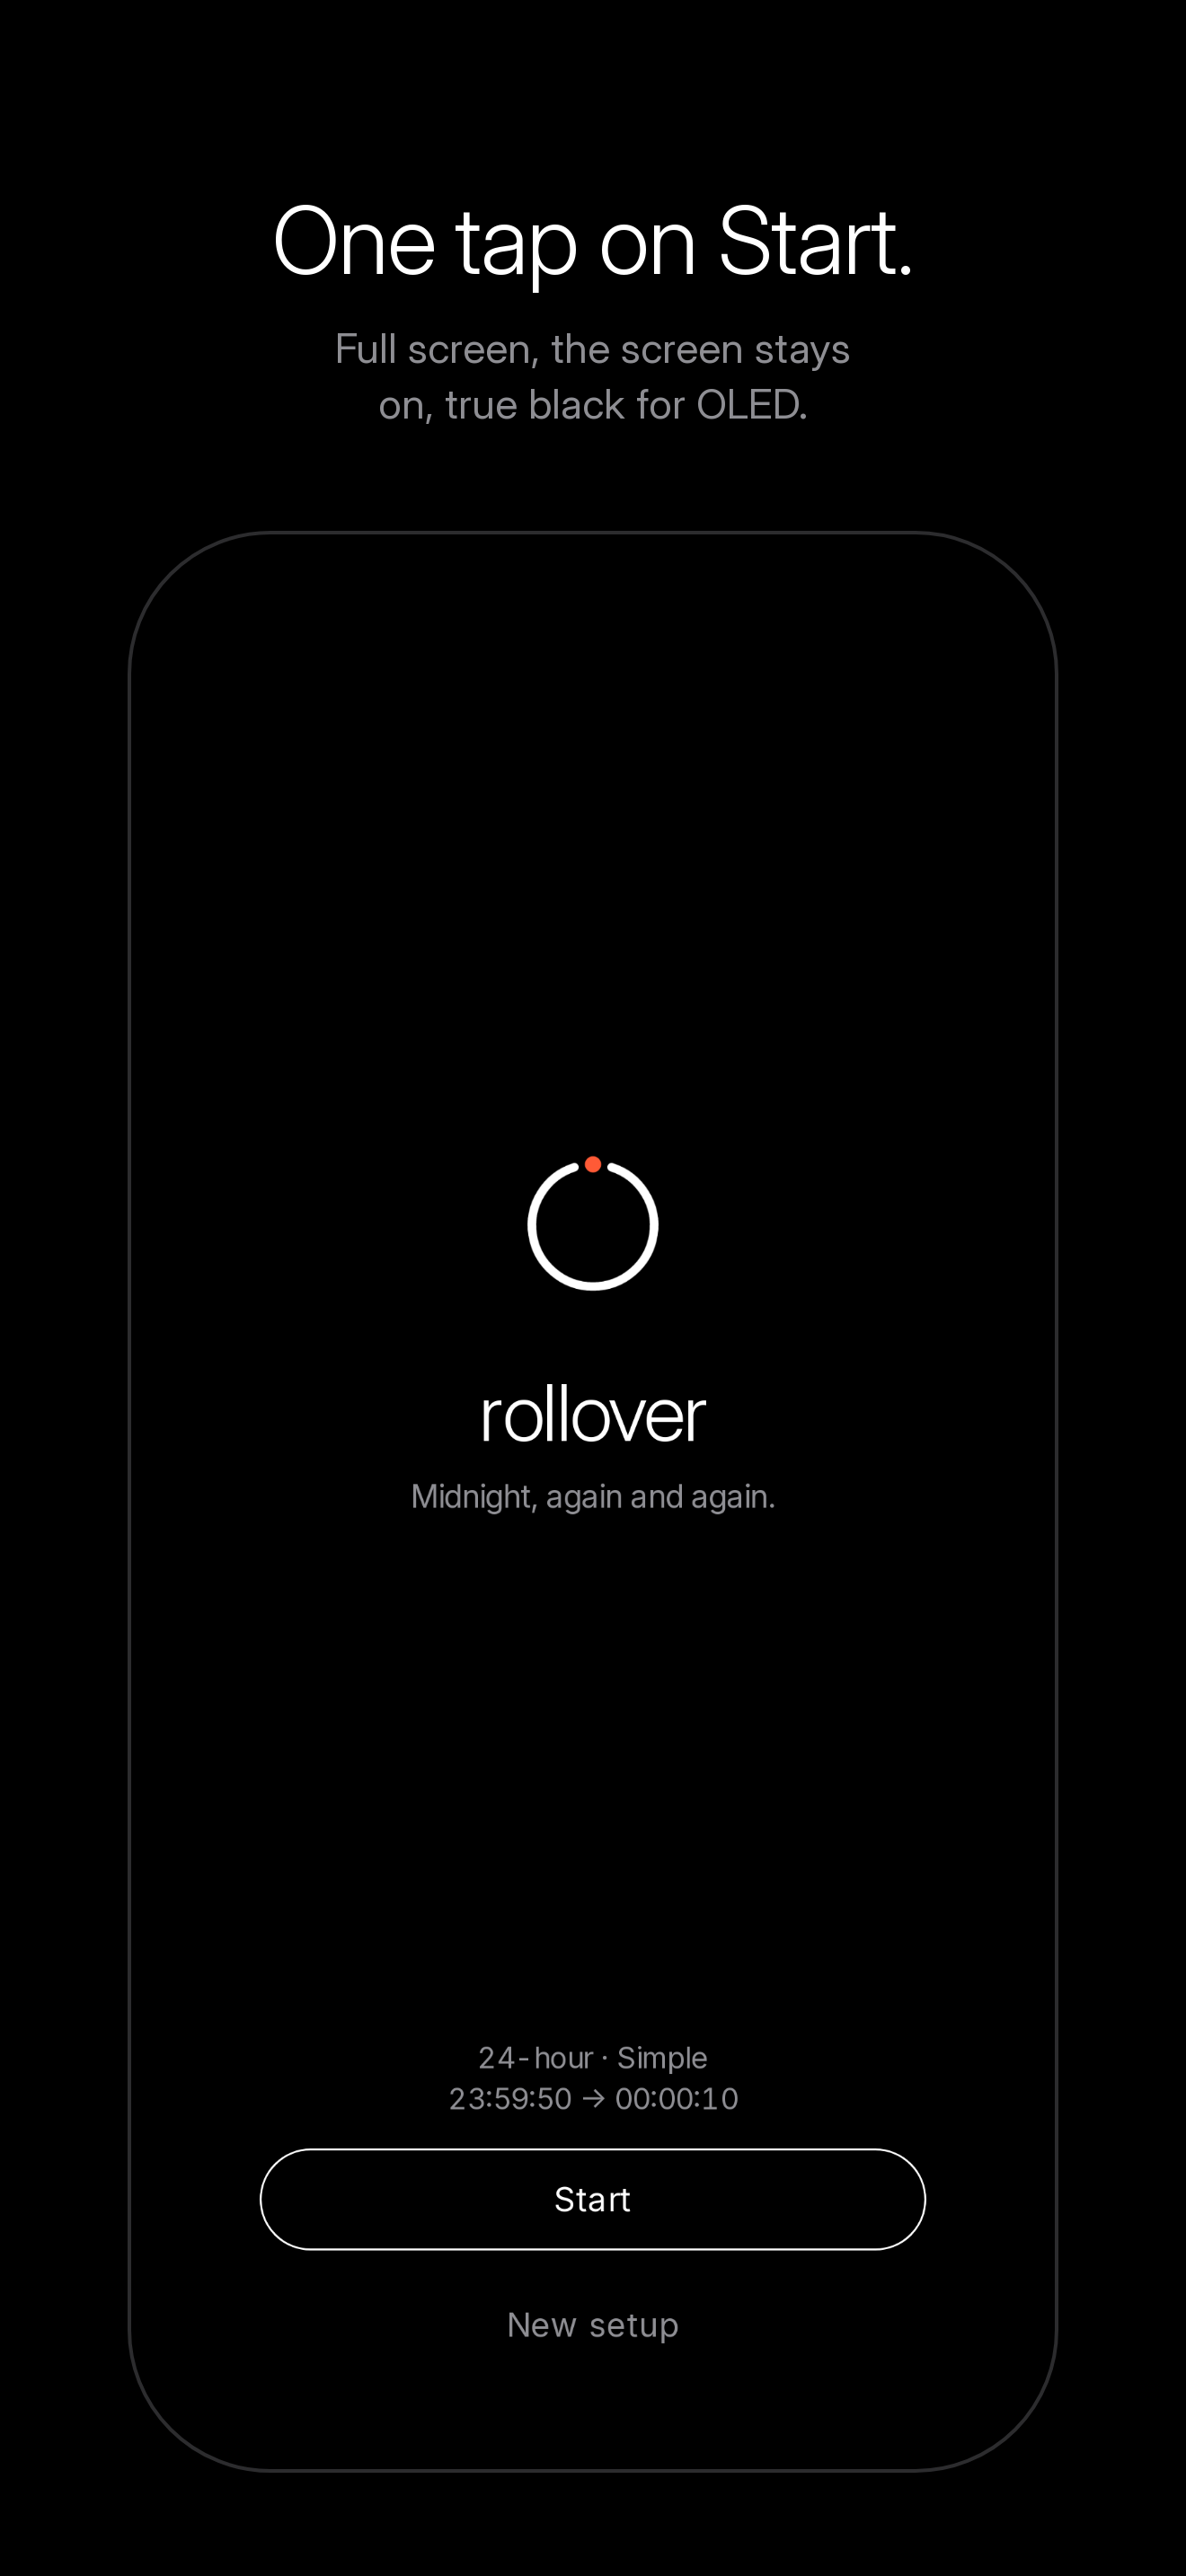 One tap on Start.
Full screen, the screen stays
on, true black for OLED.
rollover
Midnight, again and again.
24-hour · Simple
23:59:50 → 00:00:10
Start
New setup